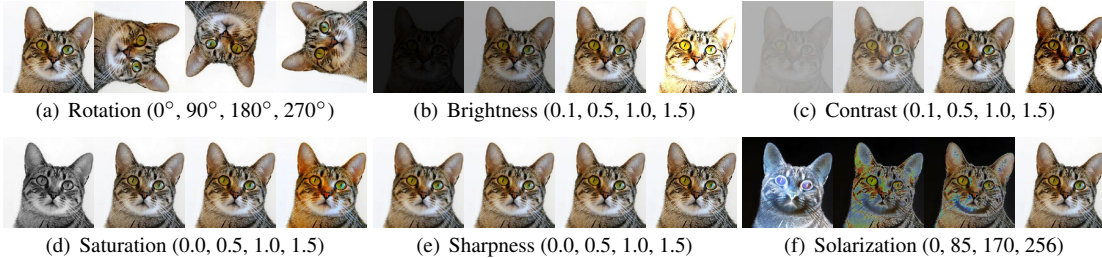 (a) Rotation (0°, 90°, 180°, 270°)
(b) Brightness (0.1, 0.5, 1.0, 1.5)
(c) Contrast (0.1, 0.5, 1.0, 1.5)
(d) Saturation (0.0, 0.5, 1.0, 1.5)
(e) Sharpness (0.0, 0.5, 1.0, 1.5)
(f) Solarization (0, 85, 170, 256)